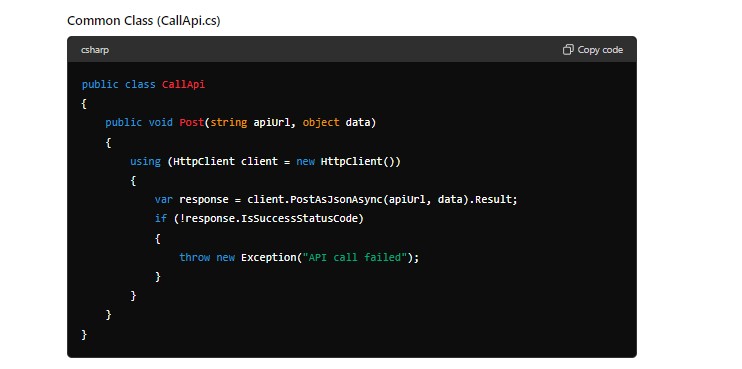 Common Class (CallApi.cs)
csharp
Copy code
public class CallApi
{
    public void Post(string apiUrl, object data)
    {
        using (HttpClient client = new HttpClient())
        {
            var response = client.PostAsJsonAsync(apiUrl, data).Result;
            if (!response.IsSuccessStatusCode)
            {
                throw new Exception("API call failed");
            }
        }
    }
}